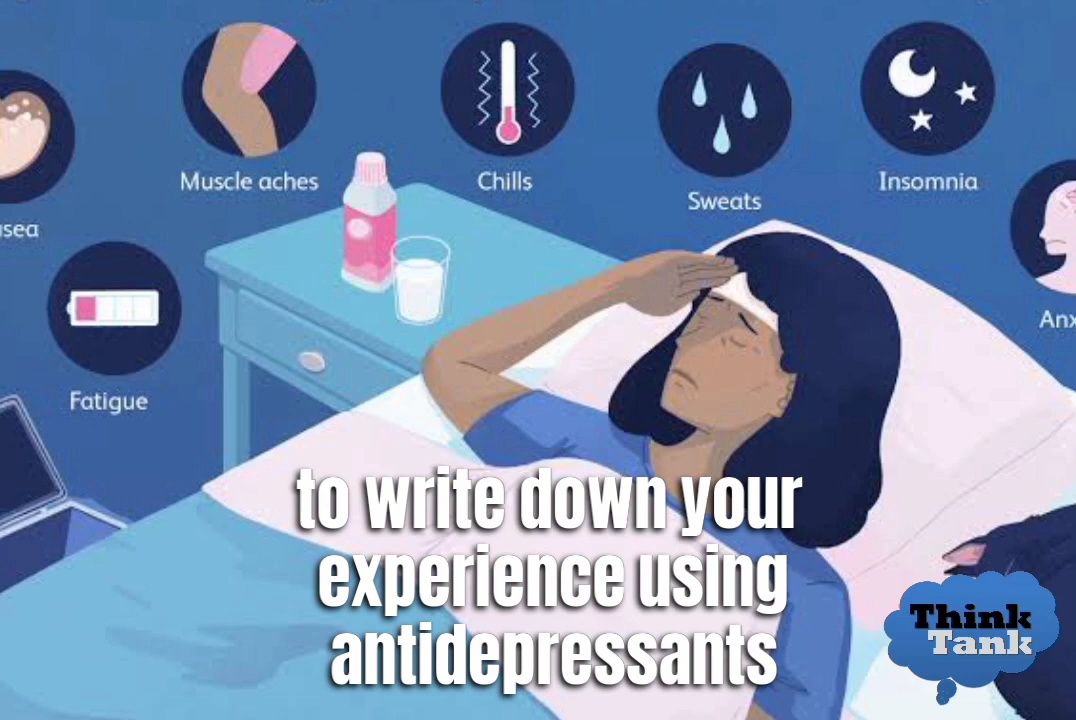 Muscle aches
Chills
Sweats
Insomnia
Fatigue
to write down your
experience using
antidepressants
Think
Tank